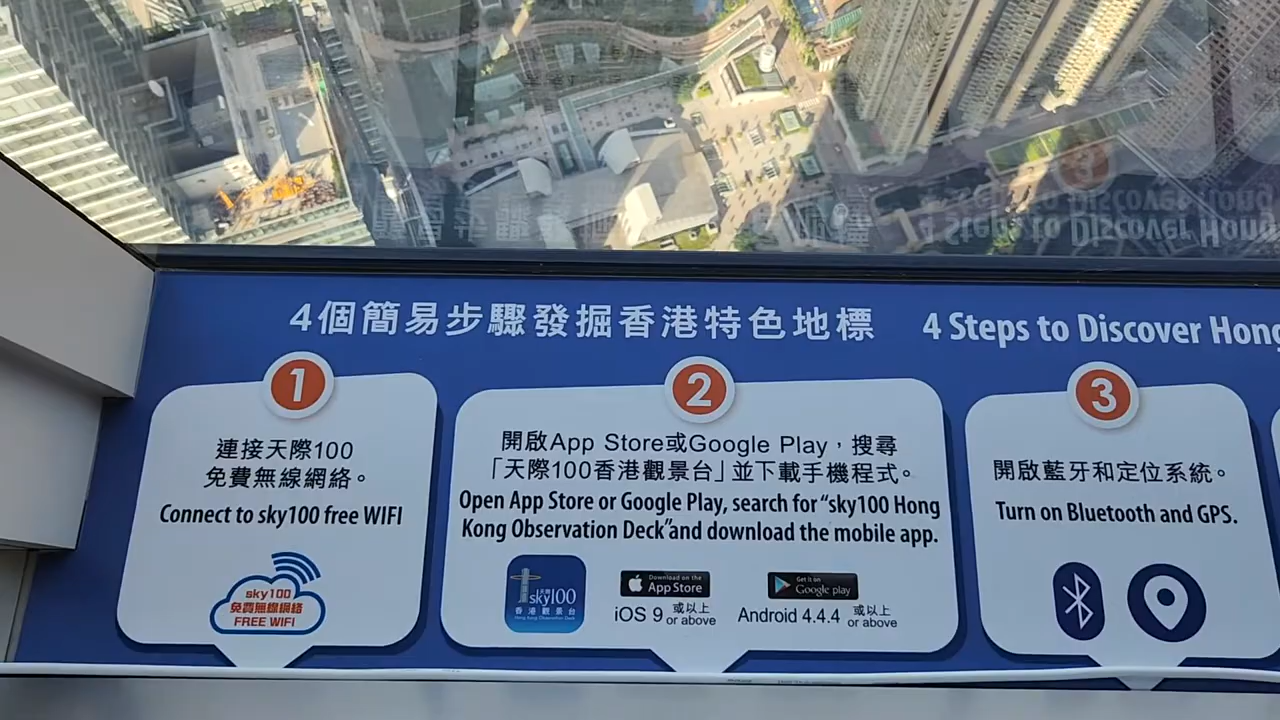 4個簡易步驟發掘香港特色地標
4 Steps to Discover Hong
1
連接天際100
免費無線網絡。
Connect to sky100 free WIFI
sky100
免費無線網絡
FREE WIFI
2
開啟App Store或Google Play，搜尋
「天際100香港觀景台」並下載手機程式。
Open App Store or Google Play, search for “sky100 Hong
Kong Observation Deck”and download the mobile app.
天際
sky100
香港觀景台
Hong Kong Observation Deck
Download on the
App Store
iOS 9 或以上
or above
Get it on
Google play
Android 4.4.4 或以上
or above
3
開啟藍牙和定位系統。
Turn on Bluetooth and GPS.